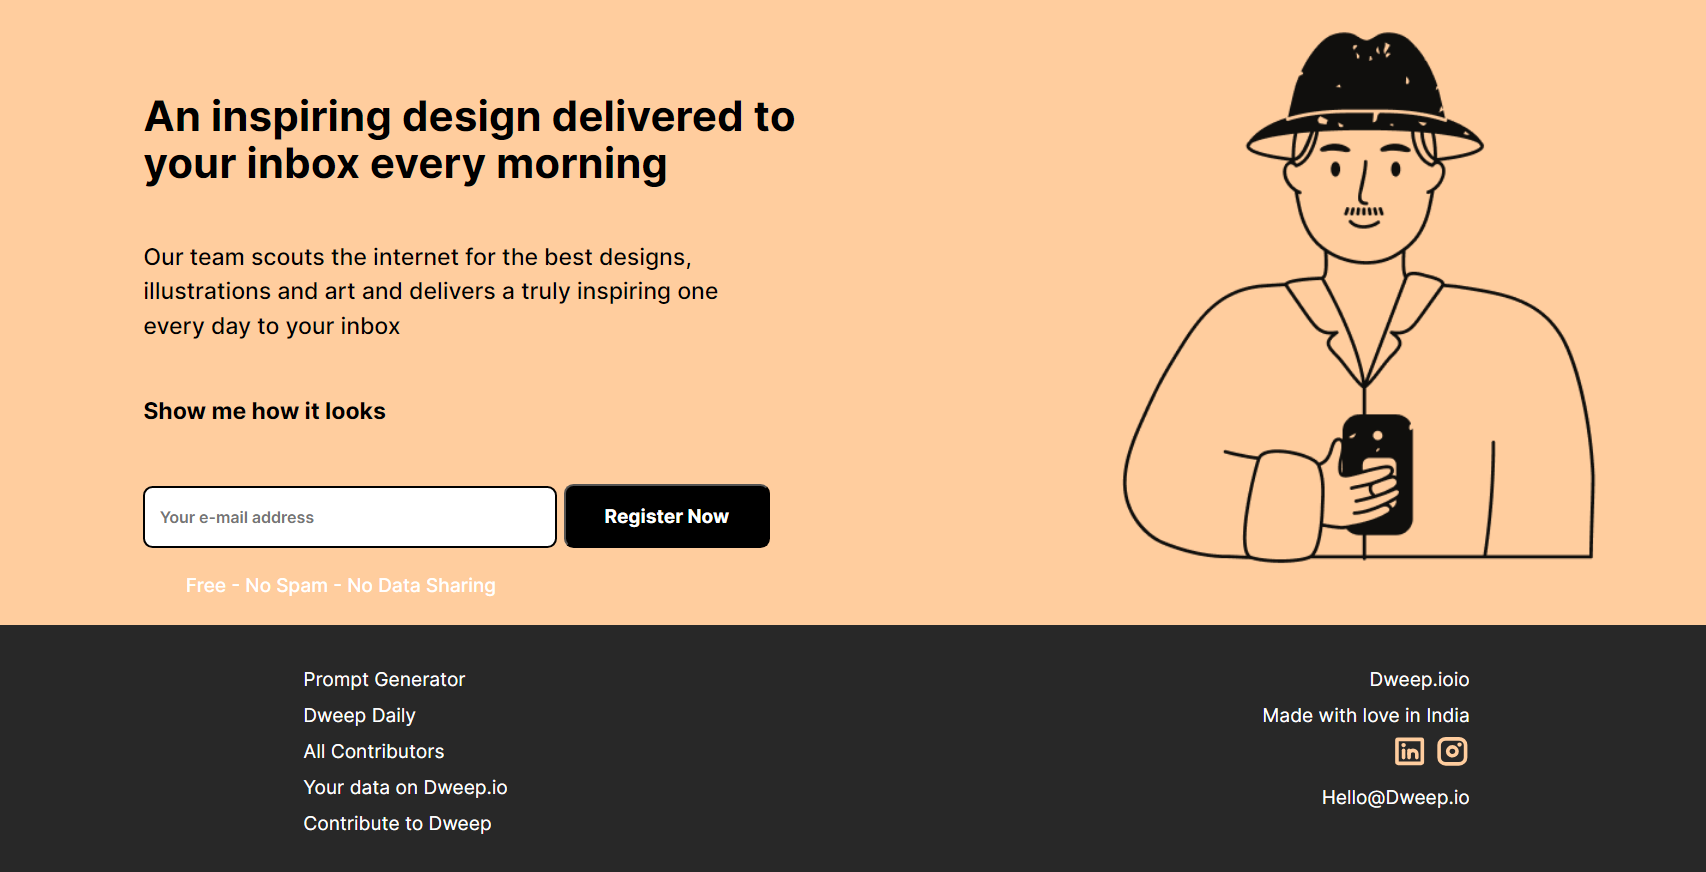 An inspiring design delivered to
your inbox every morning
Our team scouts the internet for the best designs,
illustrations and art and delivers a truly inspiring one
every day to your inbox
Show me how it looks
Your e-mail address
Register Now
Free - No Spam - No Data Sharing
Prompt Generator
Dweep Daily
All Contributors
Your data on Dweep.io
Contribute to Dweep
Dweep.ioio
Made with love in India
in
Hello@Dweep.io